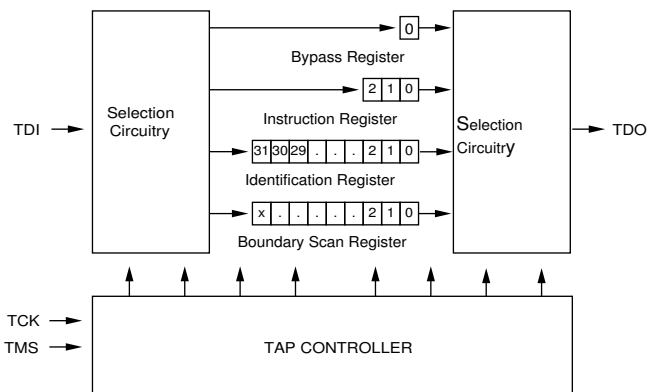 0
Bypass Register
2 1 0
Selection
Circuitry
Instruction Register
Selection
Circuitry
TDI
TDO
31 30 29 . . . 2 1 0
Identification Register
x . . . . . 2 1 0
Boundary Scan Register
TCK
TMS
TAP CONTROLLER